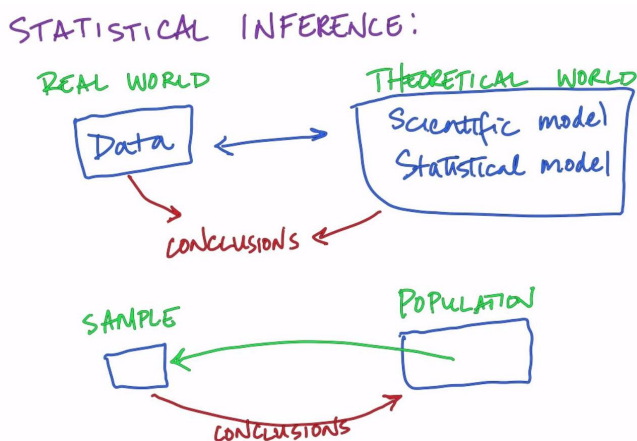 STATISTICAL INFERENCE:
REAL WORLD
THEORETICAL WORLD
Data
Scientific model
Statistical model
CONCLUSIONS
SAMPLE
POPULATION
CONCLUSIONS